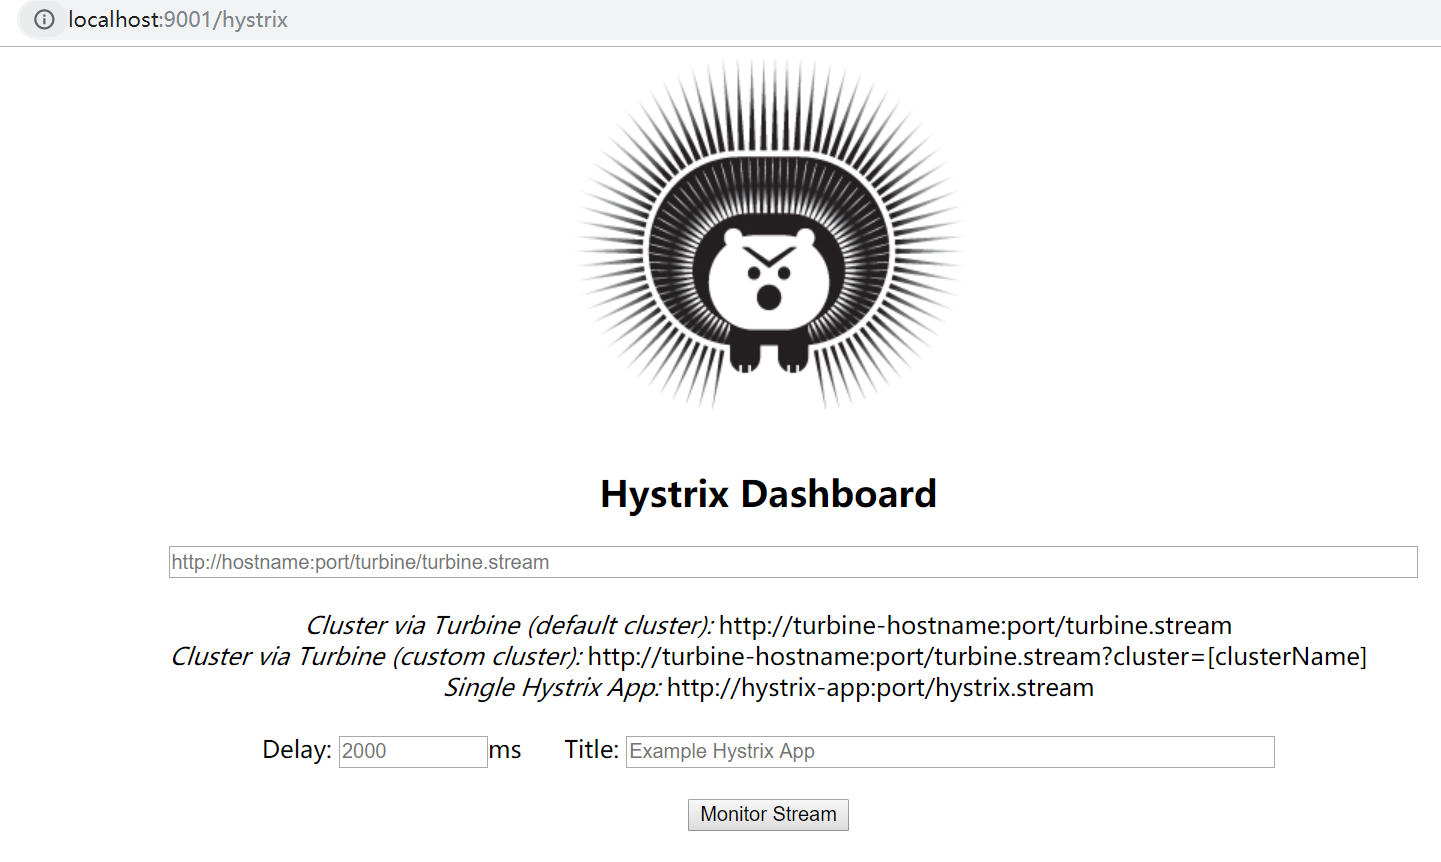 localhost:9001/hystrix
Hystrix Dashboard
http://hostname:port/turbine/turbine.stream
Cluster via Turbine (default cluster): http://turbine-hostname:port/turbine.stream
Cluster via Turbine (custom cluster): http://turbine-hostname:port/turbine.stream?cluster=[clusterName]
Single Hystrix App: http://hystrix-app:port/hystrix.stream
Delay: 2000 ms Title: Example Hystrix App
Monitor Stream